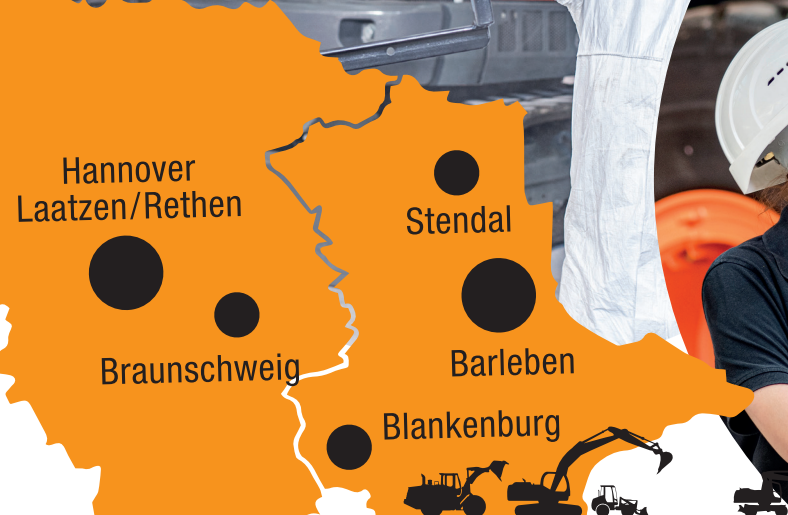 Hannover
Laatzen/Rethen
Stendal
Braunschweig
Barleben
Blankenburg